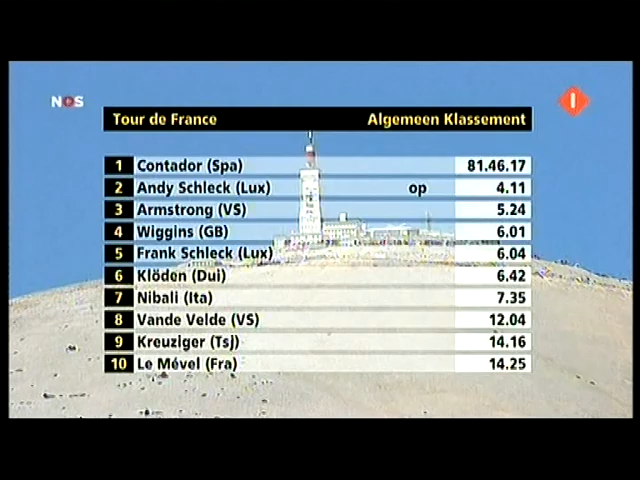 NOS
1
Tour de France Algemeen Klassement
1 Contador (Spa) 81.46.17
2 Andy Schleck (Lux) op 4.11
3 Armstrong (VS) 5.24
4 Wiggins (GB) 6.01
5 Frank Schleck (Lux) 6.04
6 Klöden (Dui) 6.42
7 Nibali (Ita) 7.35
8 Vande Velde (VS) 12.04
9 Kreuziger (Tsj) 14.16
10 Le Mével (Fra) 14.25